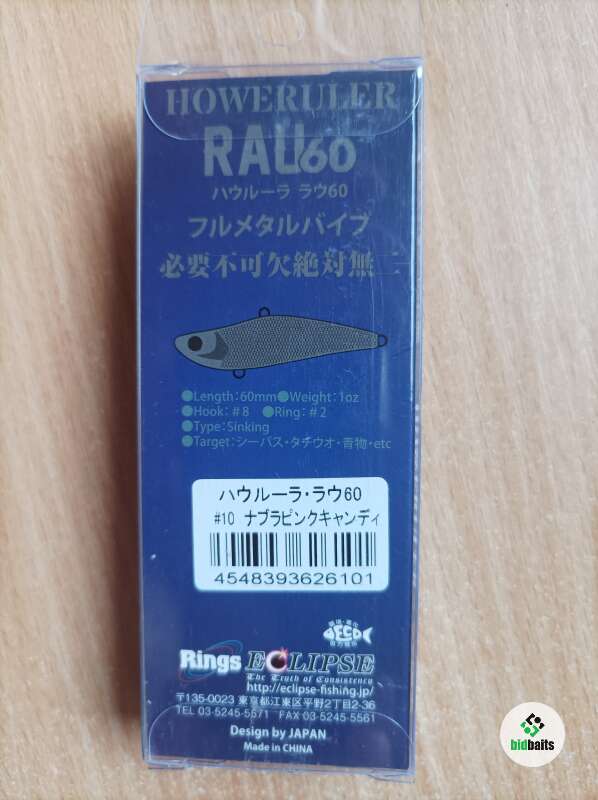 HOWERULER
RAU60
ハウルーラ ラウ60
フルメタルバイブ
必要不可欠絶対無二
●Length:60mm●Weight:1oz
●Hook:#8 ●Ring:#2
●Type:Sinking
●Target:シーバス・タチウオ・青物・etc
ハウルーラ・ラウ60
#10 ナブラピンクキャンディ
4548393626101
ECO
Rings ECLIPSE
The Truth of Consistency
http://eclipse-fishing.jp/
〒135-0023 東京都江東区平野2丁目2-36
TEL 03-5245-5571 FAX 03-5245-5561
Design by JAPAN
Made in CHINA
bidbaits